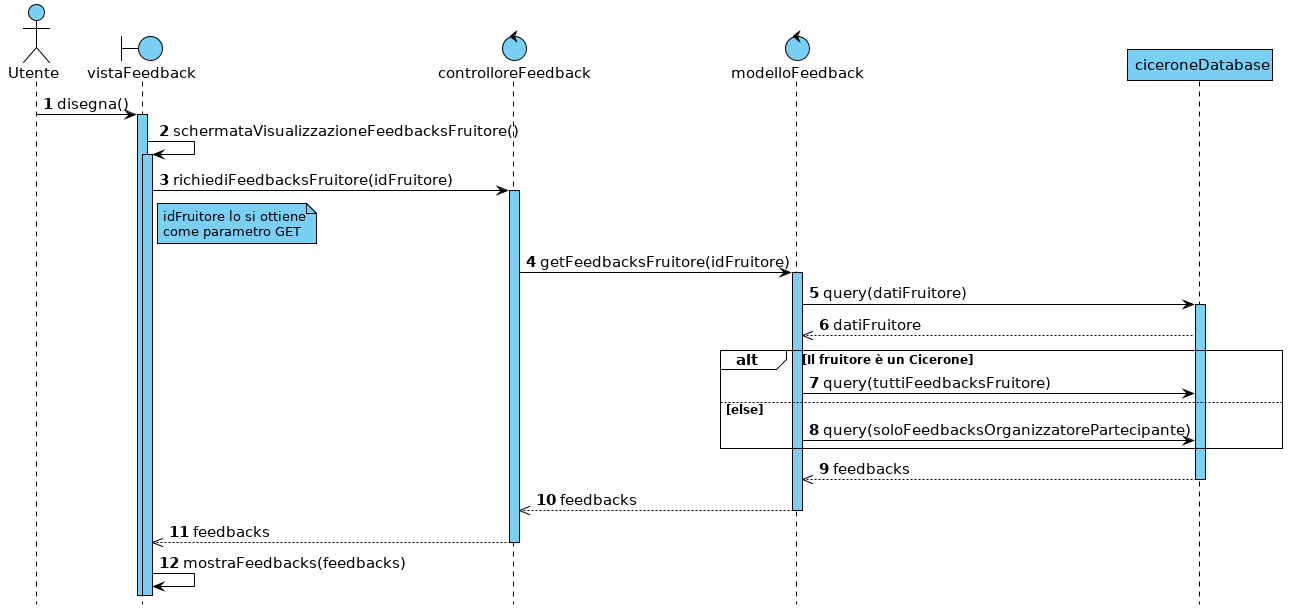 Utente
vistaFeedback
controlloreFeedback
modelloFeedback
ciceroneDatabase
1 disegna()
2 schermataVisualizzazioneFeedbacksFruitore()
3 richiediFeedbacksFruitore(idFruitore)
idFruitore lo si ottiene
come parametro GET
4 getFeedbacksFruitore(idFruitore)
5 query(datiFruitore)
6 datiFruitore
alt
[Il fruitore è un Cicerone]
7 query(tuttiFeedbacksFruitore)
[else]
8 query(soloFeedbacksOrganizzatorePartecipante)
9 feedbacks
10 feedbacks
11 feedbacks
12 mostraFeedbacks(feedbacks)